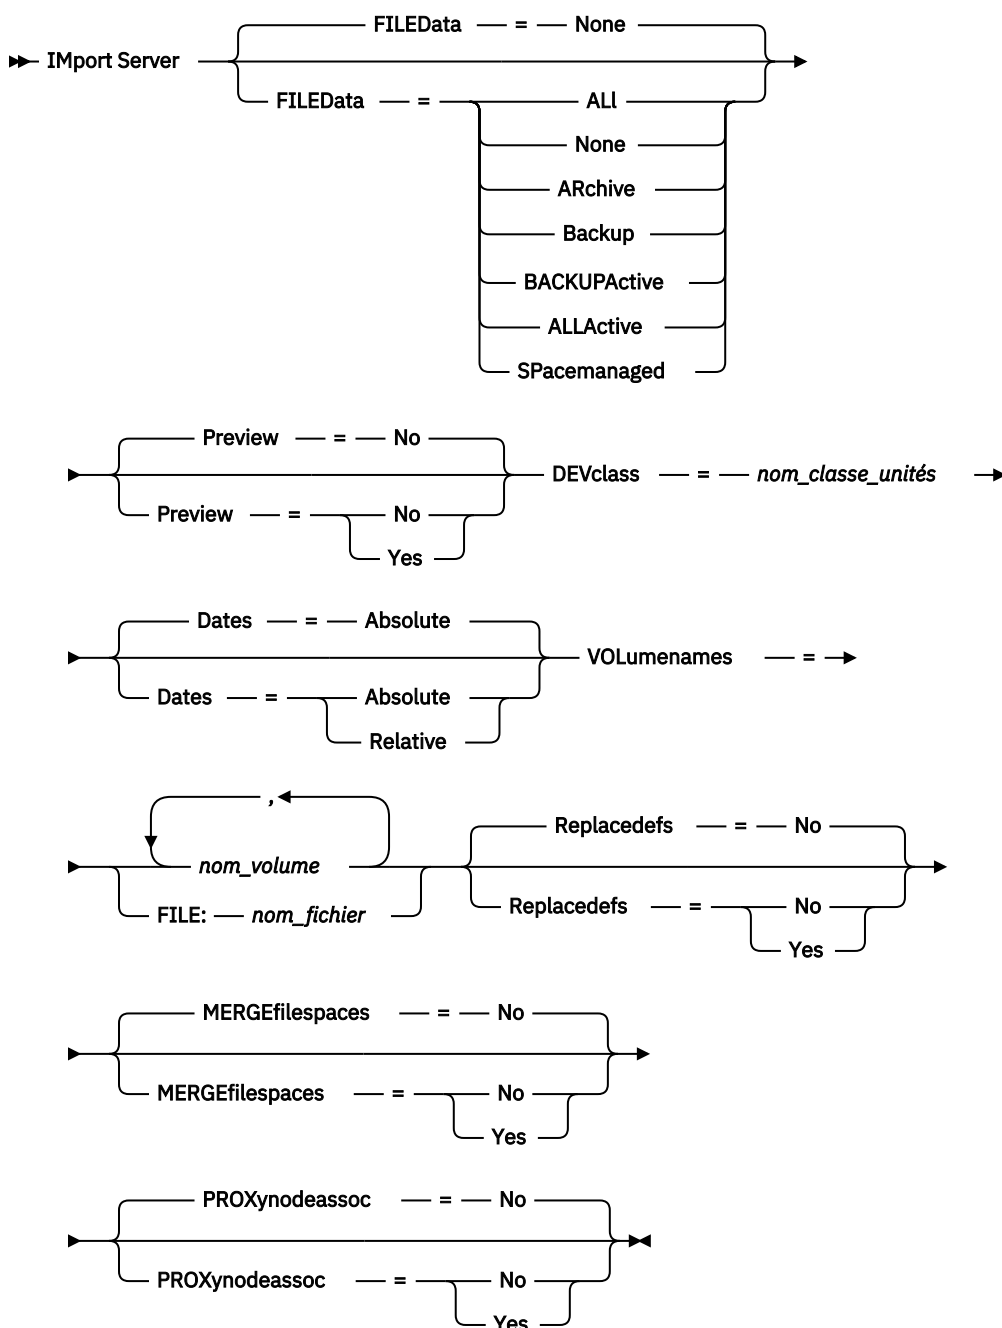 FILEData = None
IMport Server
FILEData = ALl
None
ARchive
Backup
BACKUPActive
ALLActive
SPacemanaged
Preview = No
DEVclass = nom_classe_unités
Preview = No
Yes
Dates = Absolute
VOLumenames =
Dates = Absolute
Relative
,
Replacedefs = No
nom_volume
FILE: nom_fichier
Replacedefs = No
Yes
MERGEfilespaces = No
MERGEfilespaces = No
Yes
PROXynodeassoc = No
PROXynodeassoc = No
Yes